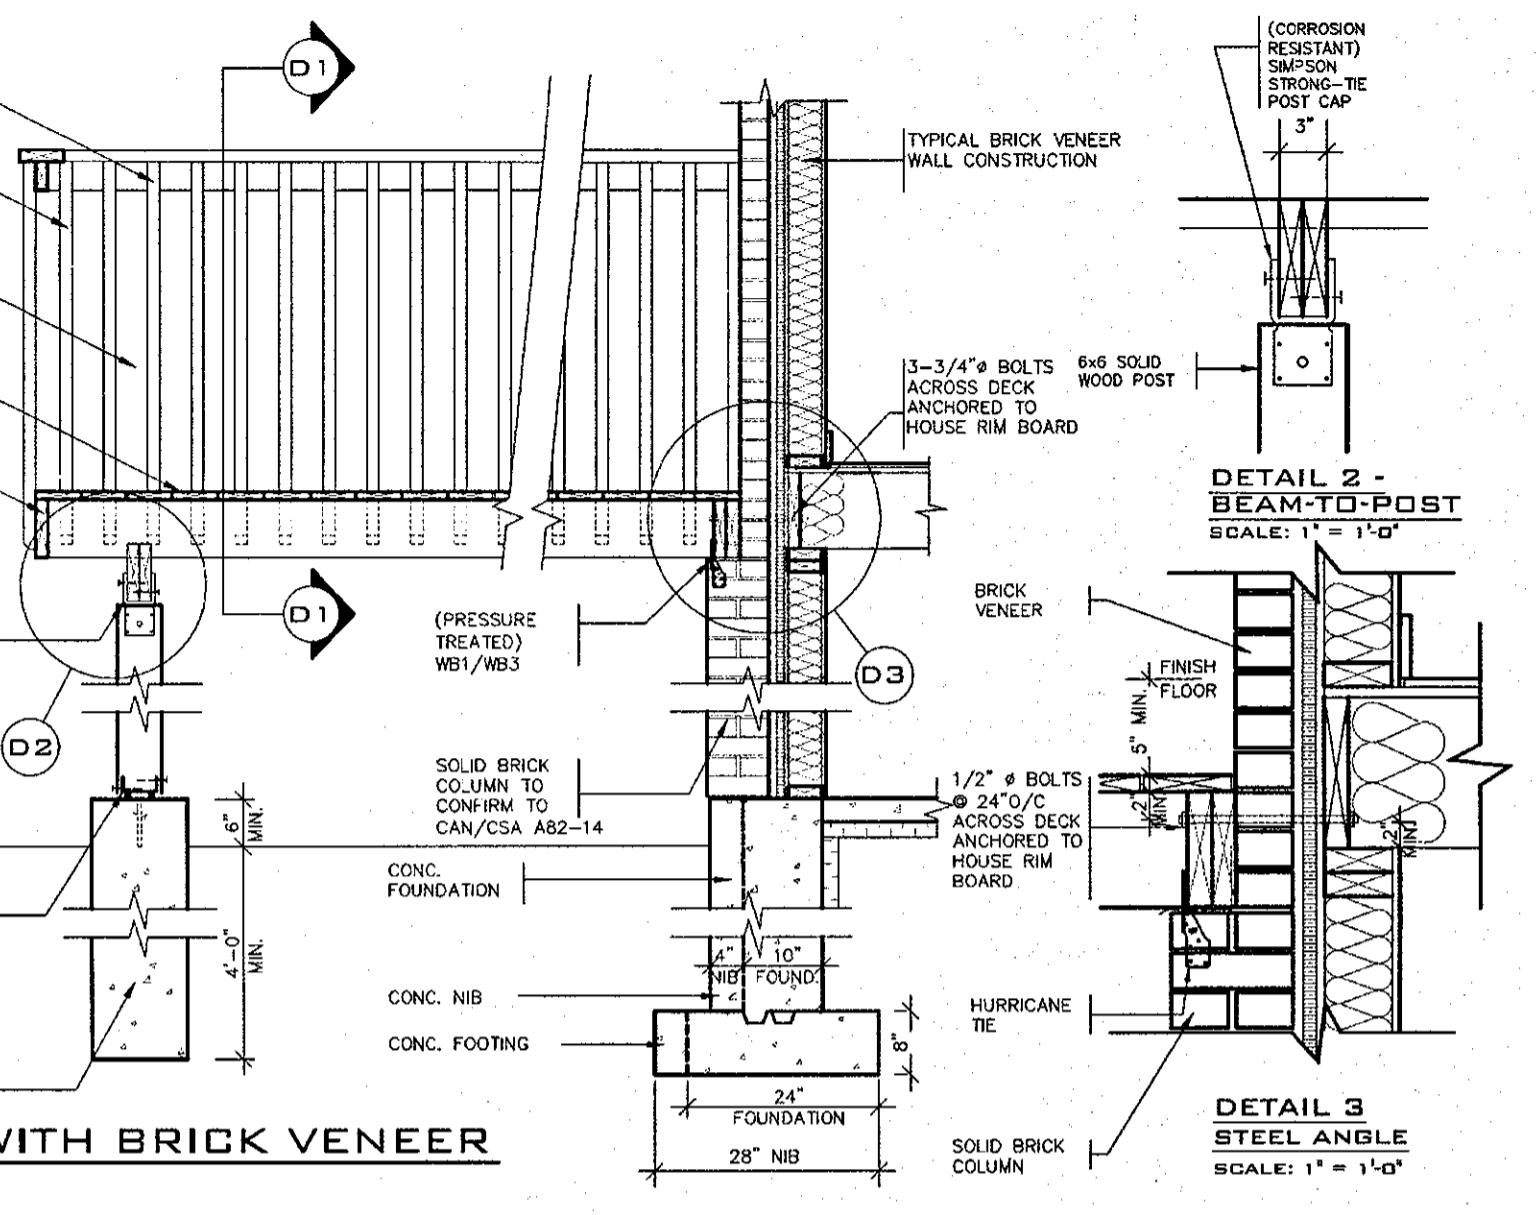 D1
TYPICAL BRICK VENEER
WALL CONSTRUCTION
(CORROSION
RESISTANT)
SIMPSON
STRONG-TIE
POST CAP
3"
3-3/4"ø BOLTS
ACROSS DECK
ANCHORED TO
HOUSE RIM BOARD
6x6 SOLID
WOOD POST
DETAIL 2 -
BEAM-TO-POST
SCALE: 1" = 1'-0"
D1
(PRESSURE
TREATED)
WB1/WB3
D3
D2
BRICK
VENEER
FINISH
FLOOR
5" MIN.
2"
MIN
SOLID BRICK
COLUMN TO
CONFIRM TO
CAN/CSA A82-14
1/2" ø BOLTS
@ 24"O/C
ACROSS DECK
ANCHORED TO
HOUSE RIM
BOARD
2"
MIN
6"
MIN.
CONC.
FOUNDATION
4'-0"
MIN.
4"
NIB
10"
FOUND.
CONC. NIB
CONC. FOOTING
8"
HURRICANE
TIE
24"
FOUNDATION
28" NIB
SOLID BRICK
COLUMN
DETAIL 3
STEEL ANGLE
SCALE: 1" = 1'-0"
WITH BRICK VENEER